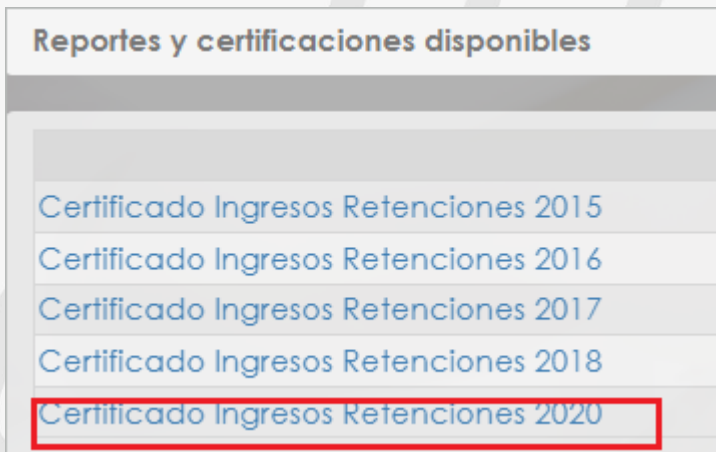 Reportes y certificaciones disponibles
Certificado Ingresos Retenciones 2015
Certificado Ingresos Retenciones 2016
Certificado Ingresos Retenciones 2017
Certificado Ingresos Retenciones 2018
Certificado Ingresos Retenciones 2020